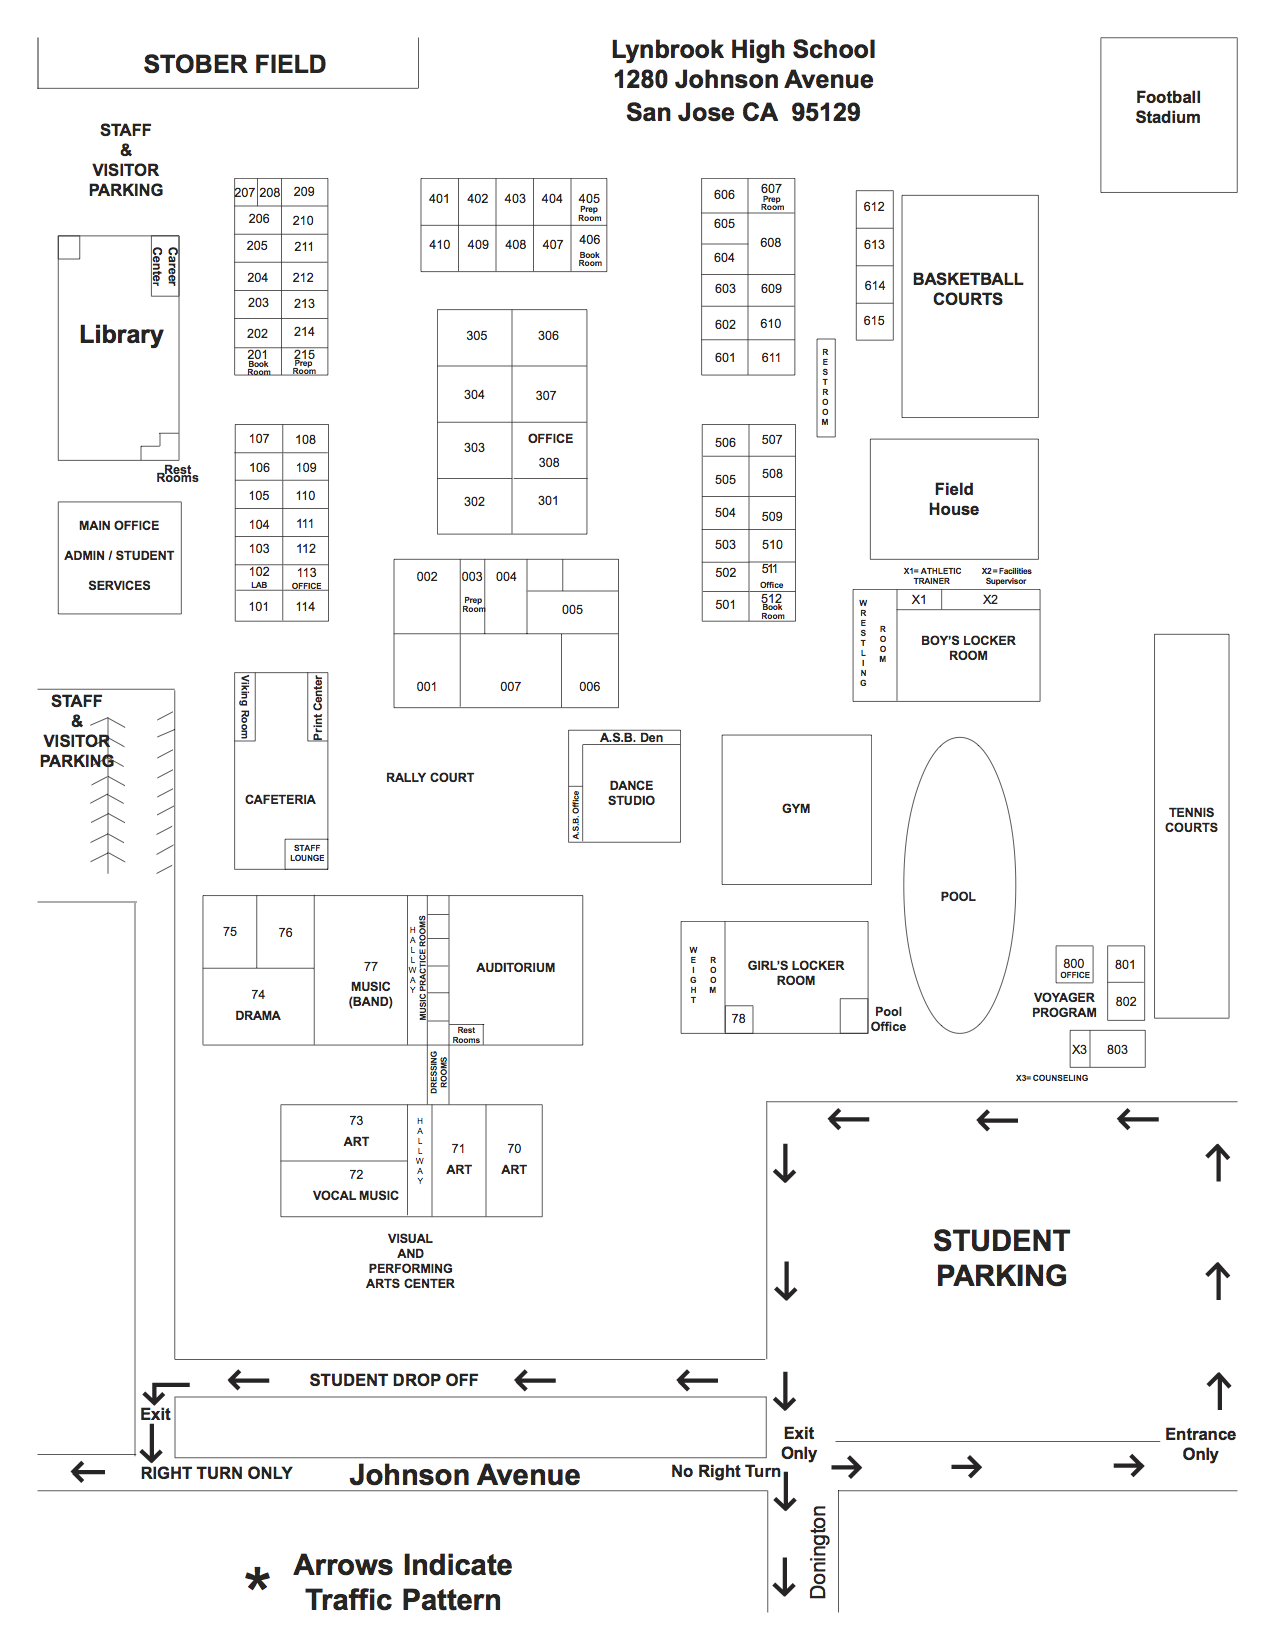 STOBER FIELD
Lynbrook High School
1280 Johnson Avenue
San Jose CA 95129
Football
Stadium
STAFF
&
VISITOR
PARKING
207 208 209
206 210
205 211
204 212
203 213
202 214
201 215
Book Room
Prep Room
401 402 403 404 405
Prep
Room
410 409 408 407 406
Book
Room
606 607
Prep
Room
605
608
604
603 609
602 610
601 611
612
613
614
615
BASKETBALL
COURTS
Career
Center
Library
Rest
Rooms
305 306
304 307
303 OFFICE
308
302 301
RESTROOM
107 108
106 109
105 110
104 111
103 112
102 113
LAB OFFICE
101 114
506 507
505 508
504 509
503 510
502 511
Office
501 512
Book
Room
Field
House
MAIN OFFICE
ADMIN / STUDENT
SERVICES
002 003 004
Prep
Room
005
001 007 006
X1= ATHLETIC
TRAINER
X2= Facilities
Supervisor
X1 X2
WRESTLING
ROOM
BOY'S LOCKER
ROOM
STAFF
&
VISITOR
PARKING
Viking Room
Print Center
CAFETERIA
STAFF
LOUNGE
RALLY COURT
A.S.B. Den
A.S.B. Office
DANCE
STUDIO
GYM
POOL
TENNIS
COURTS
75 76
74
DRAMA
77
MUSIC
(BAND)
HALLWAY
MUSIC PRACTICE ROOMS
AUDITORIUM
Rest
Rooms
DRESSING
ROOMS
WEIGHT
ROOM
GIRL'S LOCKER
ROOM
78
Pool
Office
800
OFFICE
801
802
VOYAGER
PROGRAM
X3 803
X3= COUNSELING
73
ART
72
VOCAL MUSIC
HALLWAY
71
ART
70
ART
VISUAL
AND
PERFORMING
ARTS CENTER
STUDENT
PARKING
STUDENT DROP OFF
Exit
Exit
Only
Entrance
Only
RIGHT TURN ONLY
Johnson Avenue
No Right Turn
Donington
* Arrows Indicate
Traffic Pattern